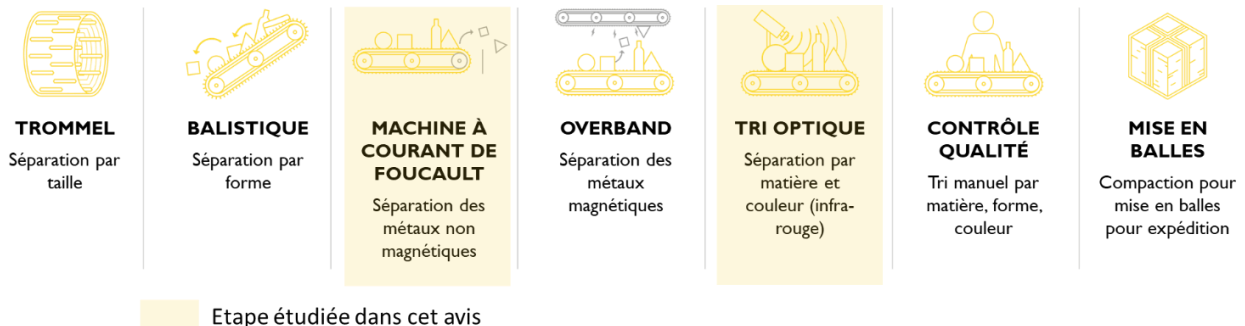 TROMMEL
Séparation par
taille
BALISTIQUE
Séparation par
forme
MACHINE À
COURANT DE
FOUCAULT
Séparation des
métaux non
magnétiques
OVERBAND
Séparation des
métaux
magnétiques
TRI OPTIQUE
Séparation par
matière et
couleur (infra-
rouge)
CONTRÔLE
QUALITÉ
Tri manuel par
matière, forme,
couleur
MISE EN
BALLES
Compaction pour
mise en balles
pour expédition
Etape étudiée dans cet avis